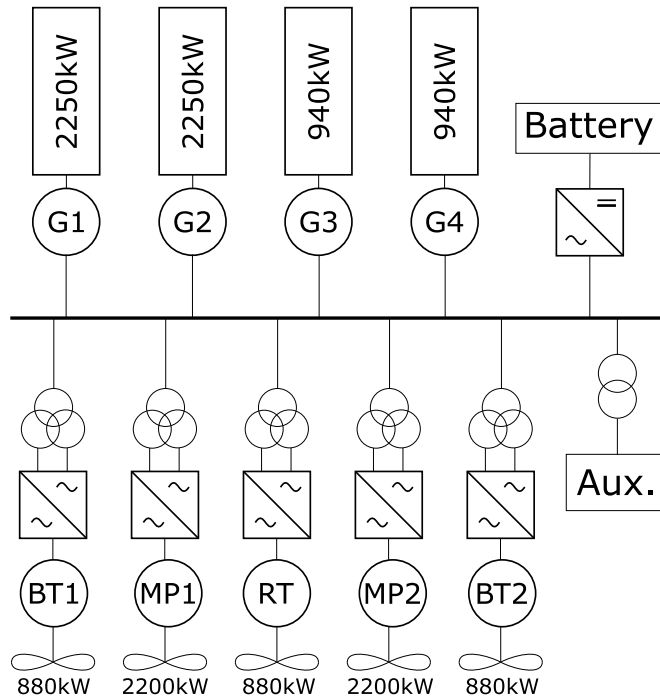 2250kW
2250kW
940kW
940kW
Battery
G1
G2
G3
G4
Aux.
BT1
MP1
RT
MP2
BT2
880kW
2200kW
880kW
2200kW
880kW